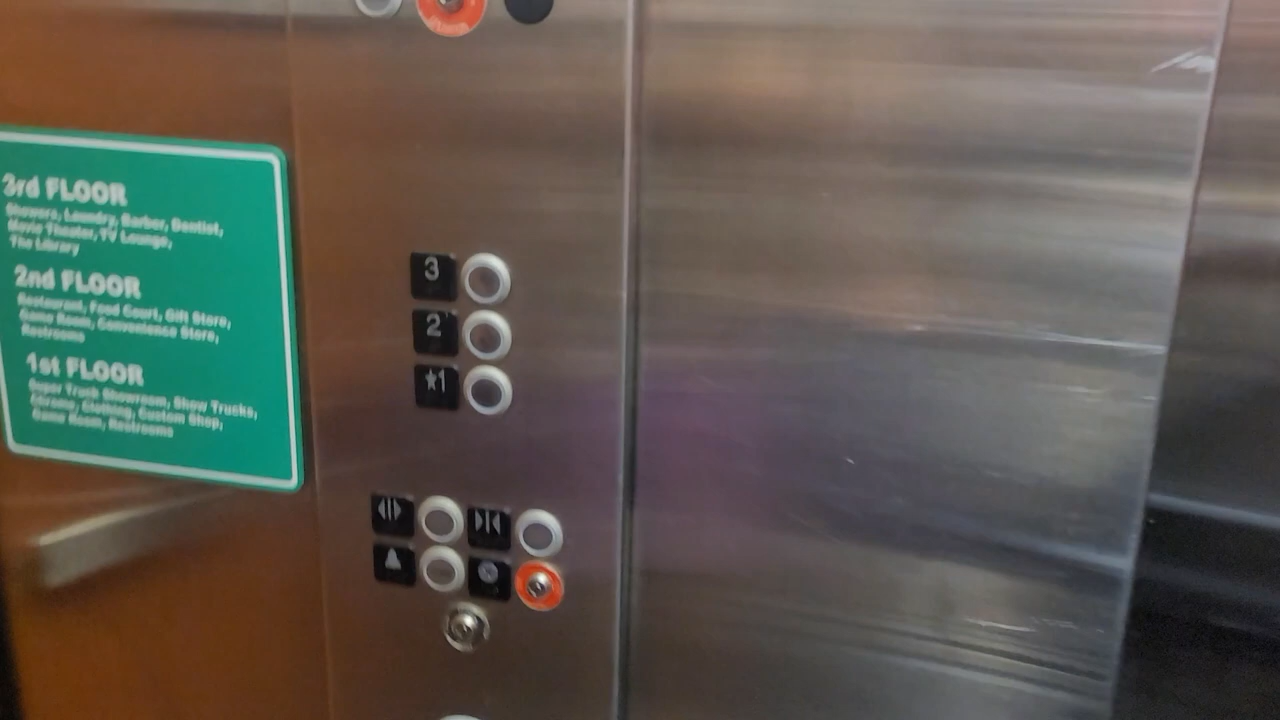 3rd FLOOR
Showers, Laundry, Barber, Dentist,
Movie Theater, TV Lounge,
The Library
2nd FLOOR
Restaurant, Food Court, Gift Store,
Game Room, Convenience Store,
Restrooms
1st FLOOR
Super Truck Showroom, Show Trucks,
Chrome, Clothing, Custom Shop,
Game Room, Restrooms
3
2
★1